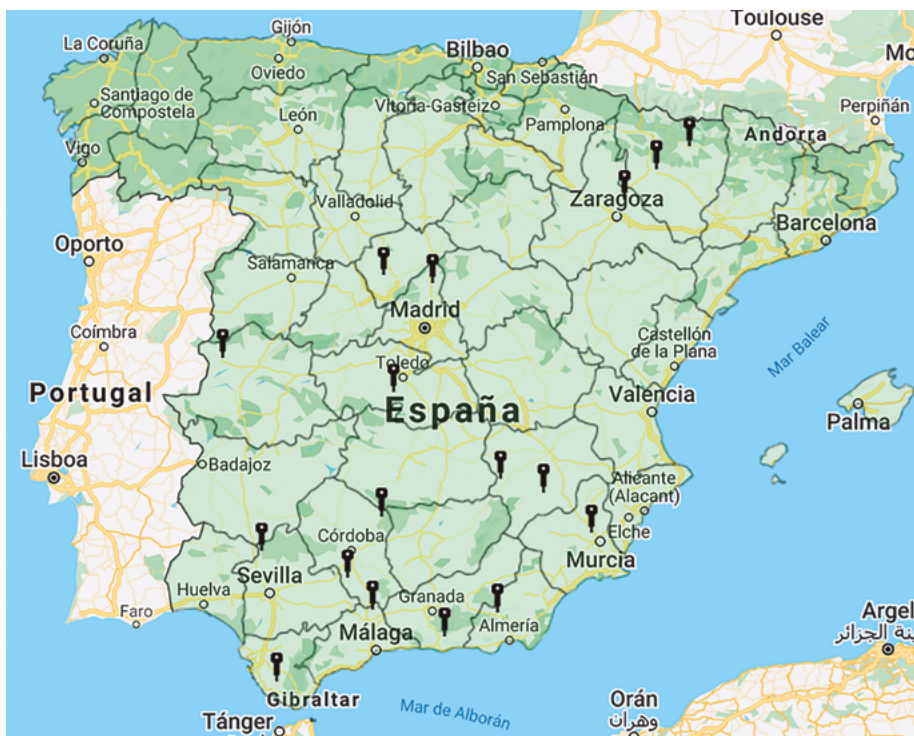 Toulouse
Gijón
La Coruña
Bilbao
Mo
Oviedo
San Sebastián
Santiago de
Compostela
León
Vitoria-Gasteiz
Pamplona
Perpiñán
Andorra
Vigo
Valladolid
Zaragoza
Barcelona
Oporto
Salamanca
Madrid
Coímbra
Castellón
de la Plana
Mar Balear
Toledo
Portugal
España
Valencia
Palma
Lisboa
Badajoz
Alicante
(Alacant)
Elche
Córdoba
Murcia
Sevilla
Huelva
Granada
Faro
Almería
Argel
ينة الجزائر
Málaga
Gibraltar
Mar de Alborán
Orán
وهران
Tánger